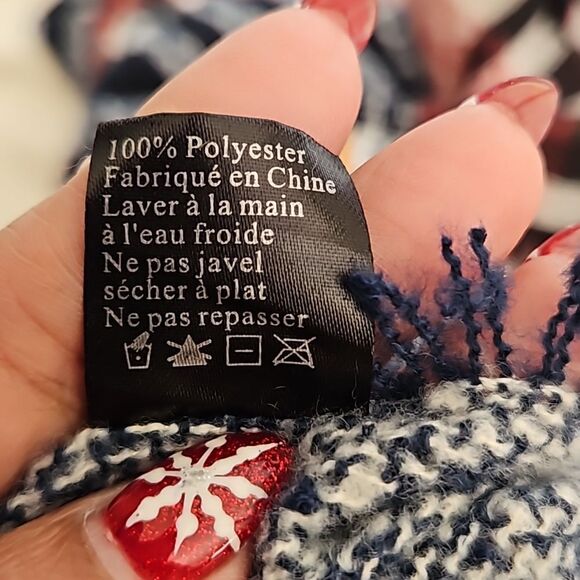 100% Polyester
Fabriqué en Chine
Laver à la main
à l'eau froide
Ne pas javel
sécher à plat
Ne pas repasser